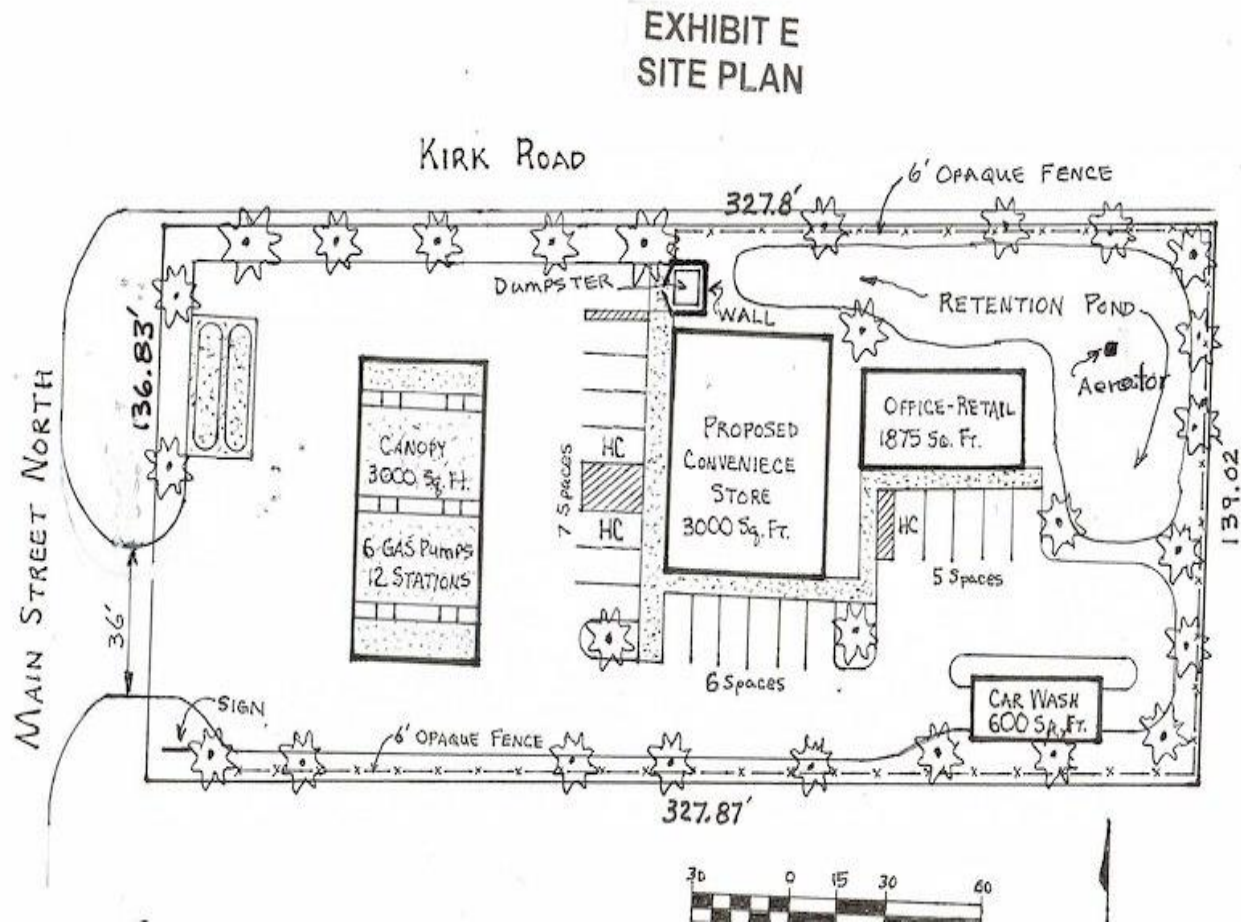 EXHIBIT E
SITE PLAN
KIRK ROAD
6' OPAQUE FENCE
327.8'
DUMPSTER
WALL
RETENTION POND
Aerator
136.83'
MAIN STREET NORTH
CANOPY
3000 Sq. Ft.
6-GAS PUMPS
12 STATIONS
7 SPACES
HC
HC
PROPOSED
CONVENIECE
STORE
3000 Sq. Ft.
OFFICE-RETAIL
1875 Sq. Ft.
HC
5 Spaces
139.02
36'
6 Spaces
SIGN
CAR WASH
600 Sq. Ft.
6' OPAQUE FENCE
327.87'
30 0 15 30 60